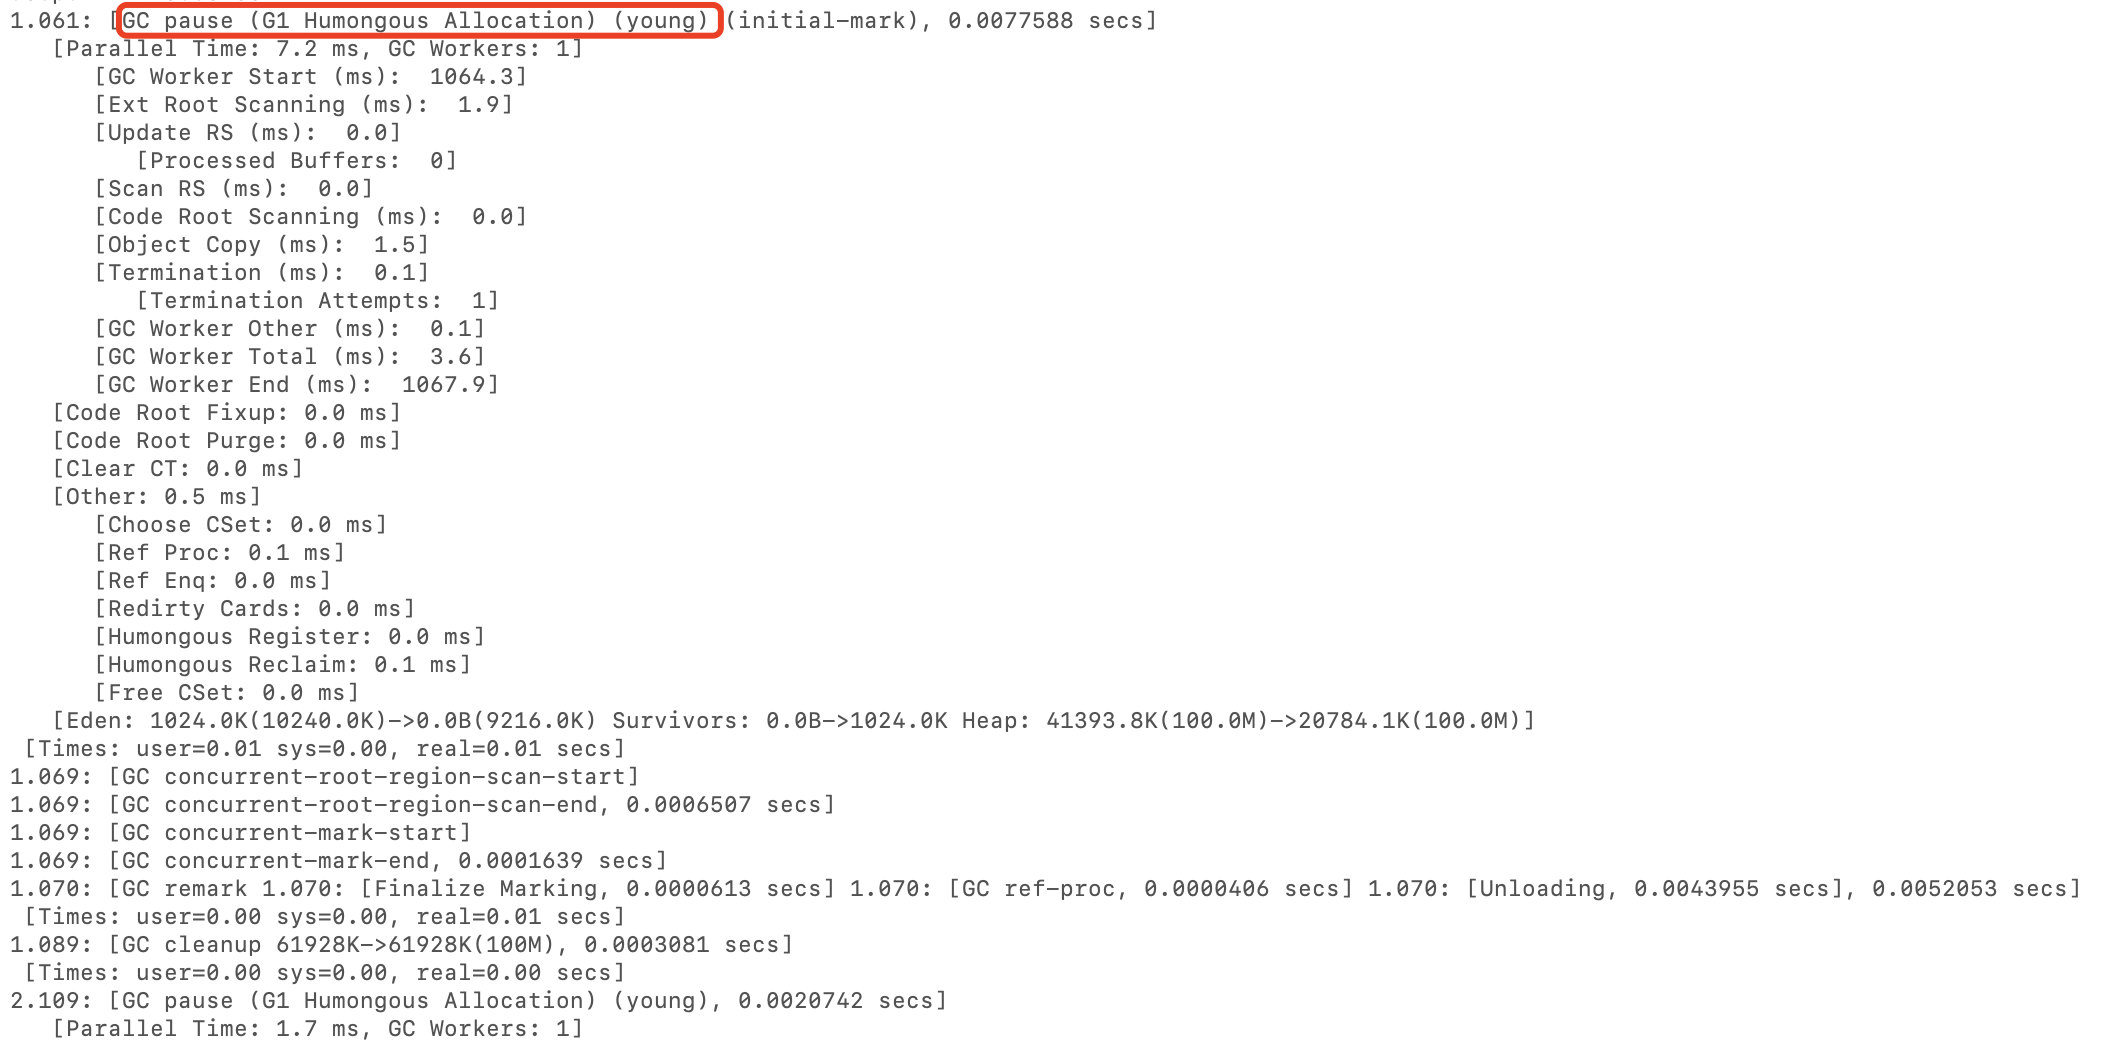 1.061: [GC pause (G1 Humongous Allocation) (young) (initial-mark), 0.0077588 secs]
[Parallel Time: 7.2 ms, GC Workers: 1]
[GC Worker Start (ms):  1064.3]
[Ext Root Scanning (ms):  1.9]
[Update RS (ms):  0.0]
[Processed Buffers:  0]
[Scan RS (ms):  0.0]
[Code Root Scanning (ms):  0.0]
[Object Copy (ms):  1.5]
[Termination (ms):  0.1]
[Termination Attempts:  1]
[GC Worker Other (ms):  0.1]
[GC Worker Total (ms):  3.6]
[GC Worker End (ms):  1067.9]
[Code Root Fixup: 0.0 ms]
[Code Root Purge: 0.0 ms]
[Clear CT: 0.0 ms]
[Other: 0.5 ms]
[Choose CSet: 0.0 ms]
[Ref Proc: 0.1 ms]
[Ref Enq: 0.0 ms]
[Redirty Cards: 0.0 ms]
[Humongous Register: 0.0 ms]
[Humongous Reclaim: 0.1 ms]
[Free CSet: 0.0 ms]
[Eden: 1024.0K(10240.0K)->0.0B(9216.0K) Survivors: 0.0B->1024.0K Heap: 41393.8K(100.0M)->20784.1K(100.0M)]
[Times: user=0.01 sys=0.00, real=0.01 secs]
1.069: [GC concurrent-root-region-scan-start]
1.069: [GC concurrent-root-region-scan-end, 0.0006507 secs]
1.069: [GC concurrent-mark-start]
1.069: [GC concurrent-mark-end, 0.0001639 secs]
1.070: [GC remark 1.070: [Finalize Marking, 0.0000613 secs] 1.070: [GC ref-proc, 0.0000406 secs] 1.070: [Unloading, 0.0043955 secs], 0.0052053 secs]
[Times: user=0.00 sys=0.00, real=0.01 secs]
1.089: [GC cleanup 61928K->61928K(100M), 0.0003081 secs]
[Times: user=0.00 sys=0.00, real=0.00 secs]
2.109: [GC pause (G1 Humongous Allocation) (young), 0.0020742 secs]
[Parallel Time: 1.7 ms, GC Workers: 1]